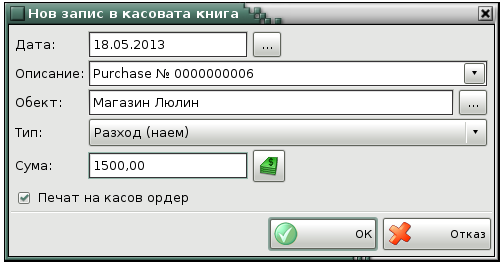 Нов запис в касовата книга
Дата: 18.05.2013 ...
Описание: Purchase № 0000000006
Обект: Магазин Люлин ...
Тип: Разход (наем)
Сума: 1500,00
Печат на касов ордер
OK Отказ